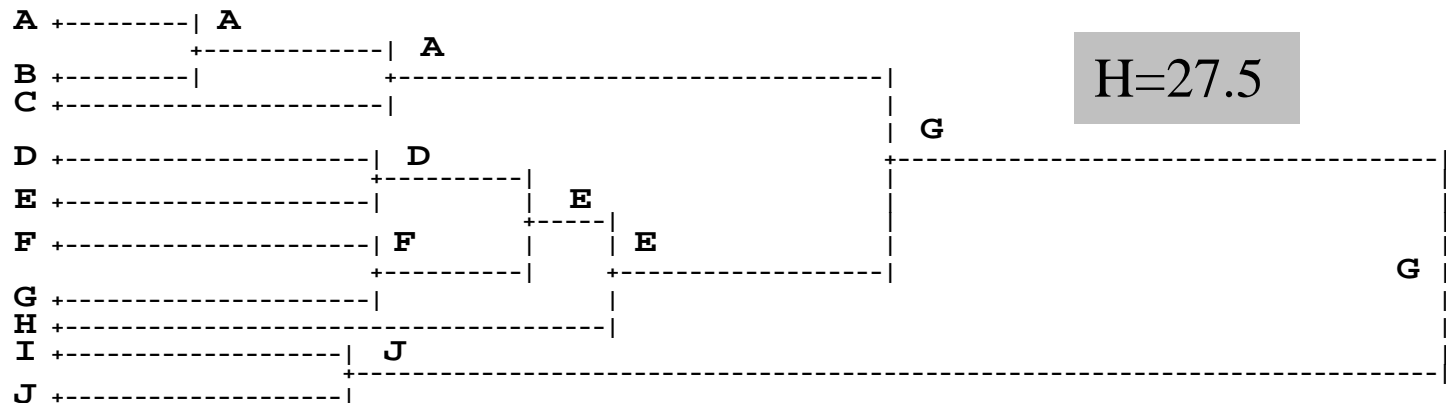 A +----------| A
+--------------| A
B +----------| +------------------------------------|
C +------------------------| |
| G
D +-----------------------| D +----------------------------------------|
+-----------| | |
E +-----------------------| | E | |
+------| |
F +-----------------------| F | | E |
+-----------| +--------------------| G |
G +-----------------------| |
H +----------------------------------------|
I +---------------------| J
+--------------------------------------------------------------------------------|
J +---------------------|
H=27.5